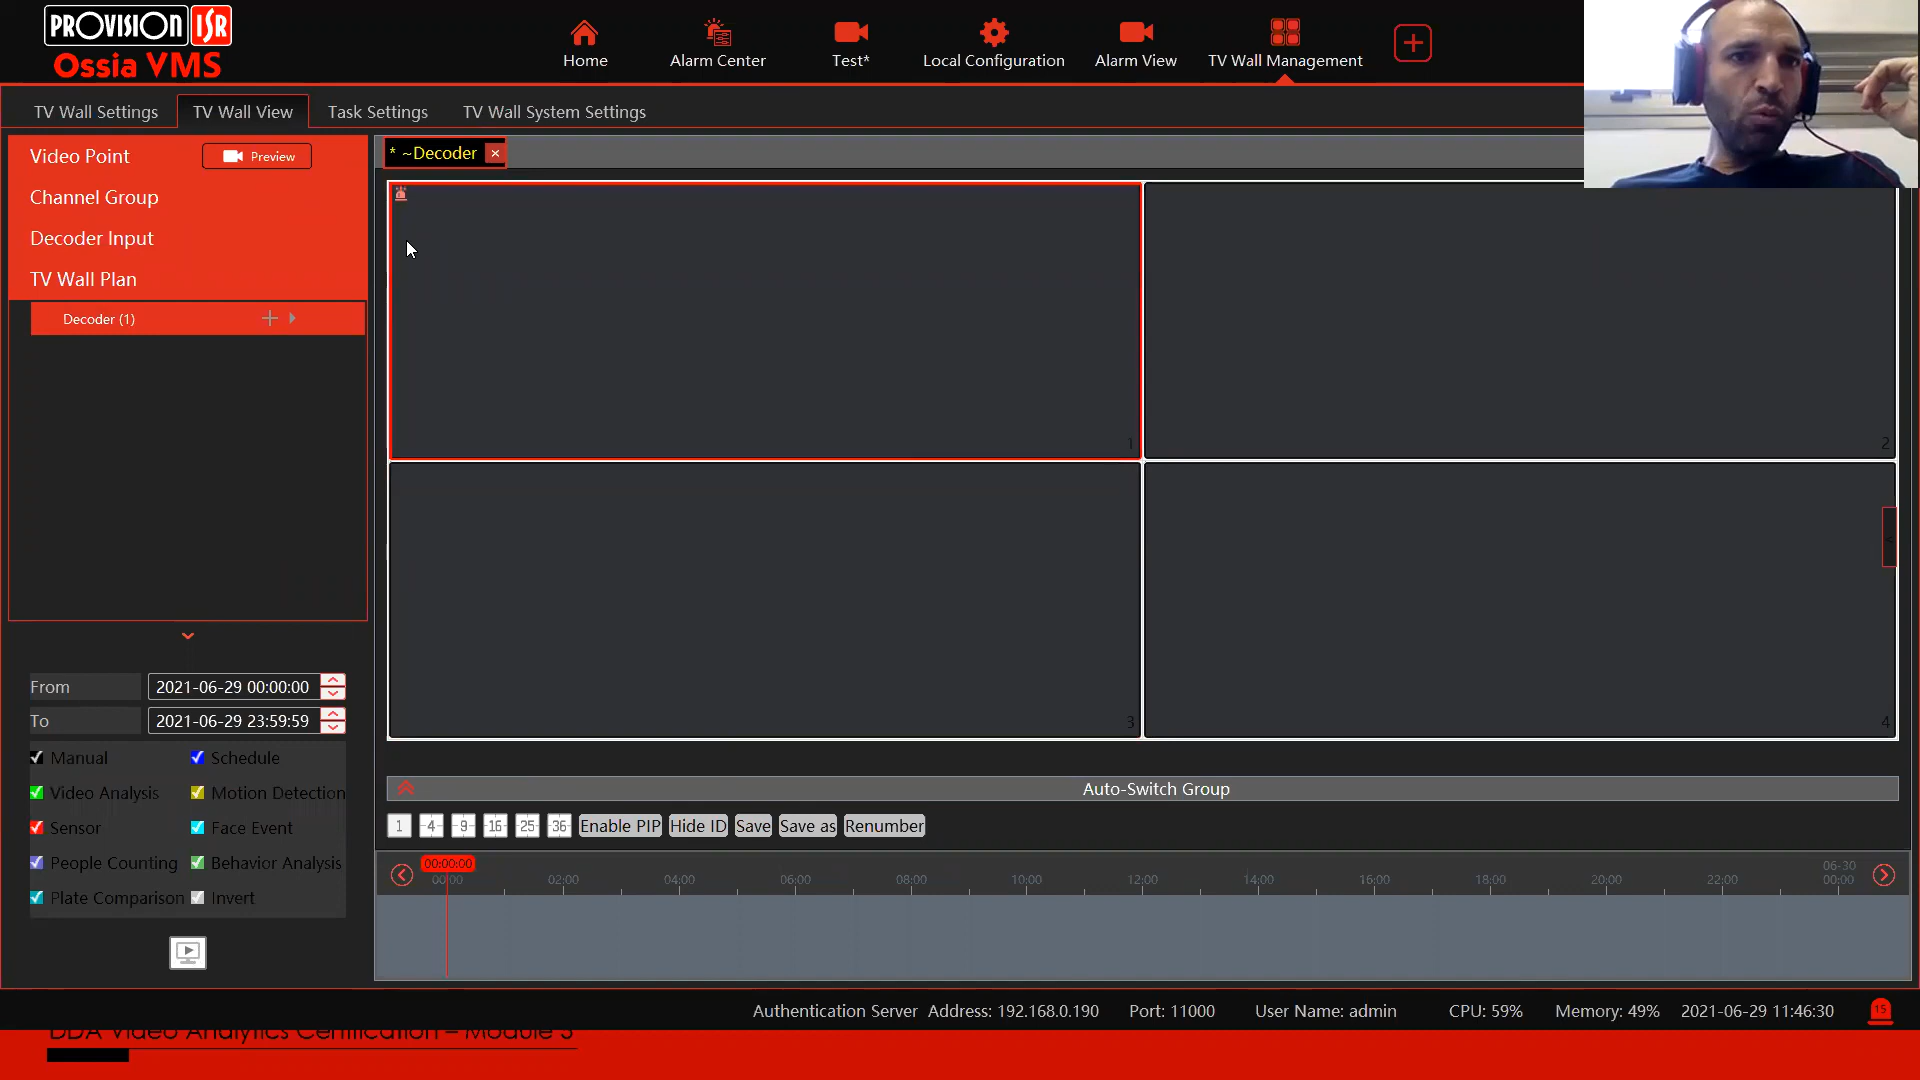 PROVISION ISR
Ossia VMS
Home
Alarm Center
Test*
Local Configuration
Alarm View
TV Wall Management
TV Wall Settings
TV Wall View
Task Settings
TV Wall System Settings
Video Point
Preview
Channel Group
Decoder Input
TV Wall Plan
Decoder (1)
* ~Decoder
1
2
3
4
From
2021-06-29 00:00:00
To
2021-06-29 23:59:59
Manual
Schedule
Video Analysis
Motion Detection
Sensor
Face Event
People Counting
Behavior Analysis
Plate Comparison
Invert
Auto-Switch Group
1 4 9 16 25 36 Enable PIP Hide ID Save Save as Renumber
00:00:00
00:00 02:00 04:00 06:00 08:00 10:00 12:00 14:00 16:00 18:00 20:00 22:00 06-30 00:00
Authentication Server Address: 192.168.0.190 Port: 11000 User Name: admin CPU: 59% Memory: 49% 2021-06-29 11:46:30 15
DDA Video Analytics Certification – Module 3